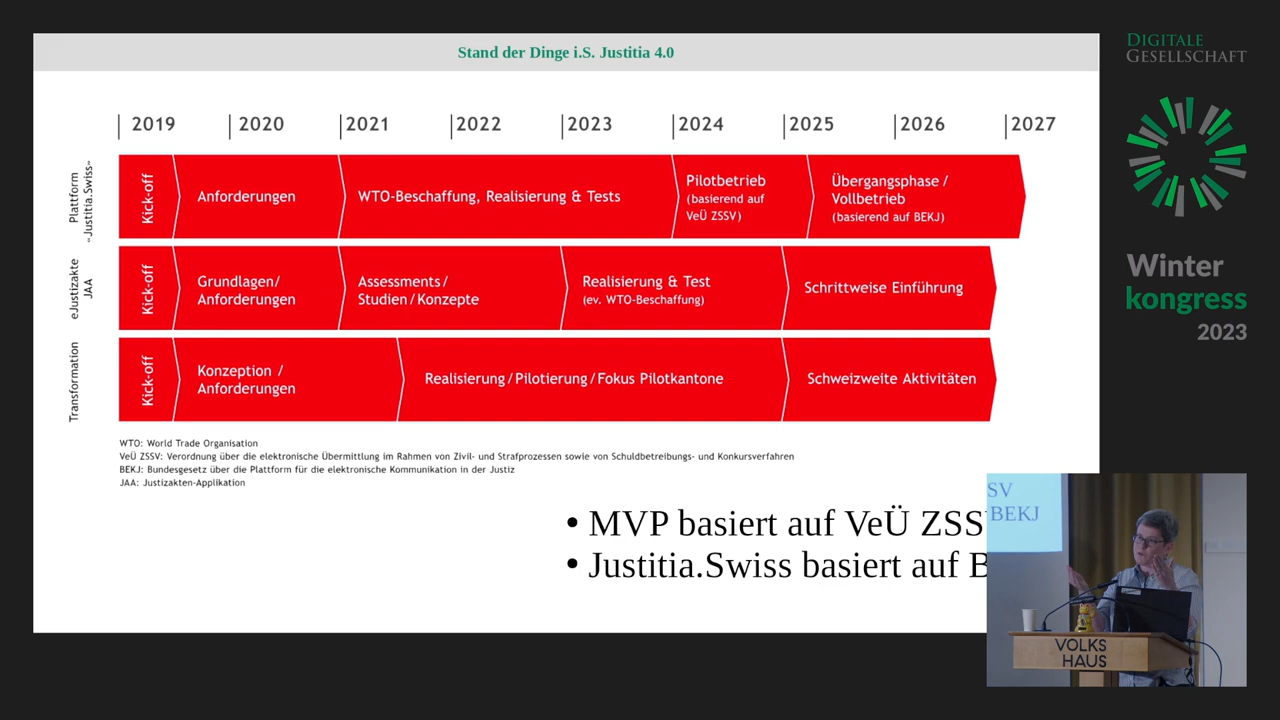 Stand der Dinge i.S. Justitia 4.0
DIGITALE
GESELLSCHAFT
Winter
kongress
2023
2019 2020 2021 2022 2023 2024 2025 2026 2027
Plattform
«Justitia.Swiss»
Kick-off
Anforderungen
WTO-Beschaffung, Realisierung & Tests
Pilotbetrieb
(basierend auf
VeÜ ZSSV)
Übergangsphase /
Vollbetrieb
(basierend auf BEKJ)
eJustizakte
JAA
Kick-off
Grundlagen/
Anforderungen
Assessments/
Studien/Konzepte
Realisierung & Test
(ev. WTO-Beschaffung)
Schrittweise Einführung
Transformation
Kick-off
Konzeption /
Anforderungen
Realisierung/Pilotierung/Fokus Pilotkantone
Schweizweite Aktivitäten
WTO: World Trade Organisation
VeÜ ZSSV: Verordnung über die elektronische Übermittlung im Rahmen von Zivil- und Strafprozessen sowie von Schuldbetreibungs- und Konkursverfahren
BEKJ: Bundesgesetz über die Plattform für die elektronische Kommunikation in der Justiz
JAA: Justizakten-Applikation
• MVP basiert auf VeÜ ZSS
• Justitia.Swiss basiert auf B
SV
BEKJ
VOLKS
HAUS